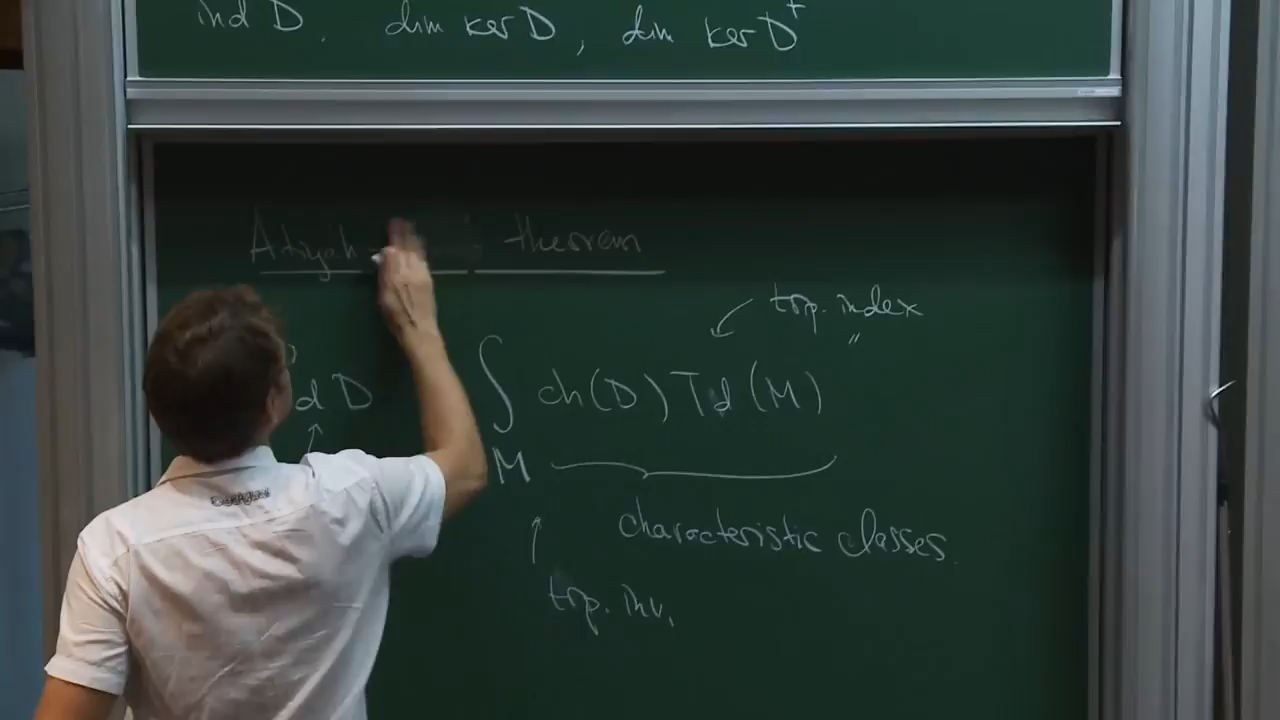 ind D, dim ker D, dim ker D⁺
Atiyah - theorem
top. index
d D ∫ ch(D) Td(M)
M
characteristic classes
top. inv.